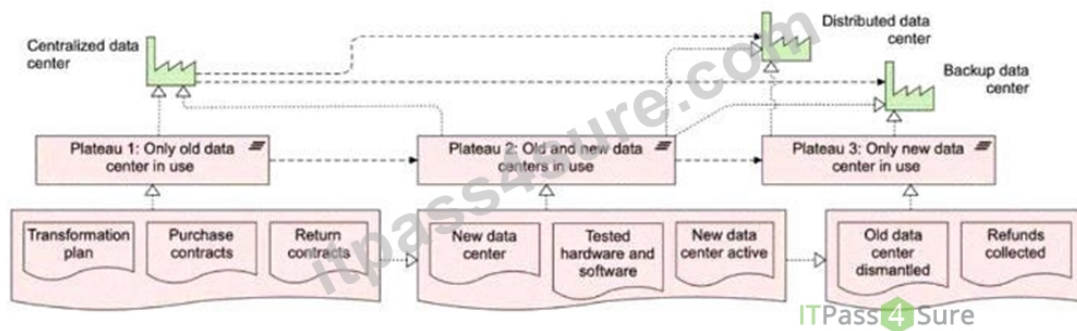 Centralized data
center
Distributed data
center
Backup data
center
Plateau 1: Only old data
center in use
Plateau 2: Old and new data
centers in use
Plateau 3: Only new data
center in use
Transformation
plan
Purchase
contracts
Return
contracts
New data
center
Tested
hardware and
software
New data
center active
Old data
center
dismantled
Refunds
collected
itpass4sure.com
ITPass4Sure